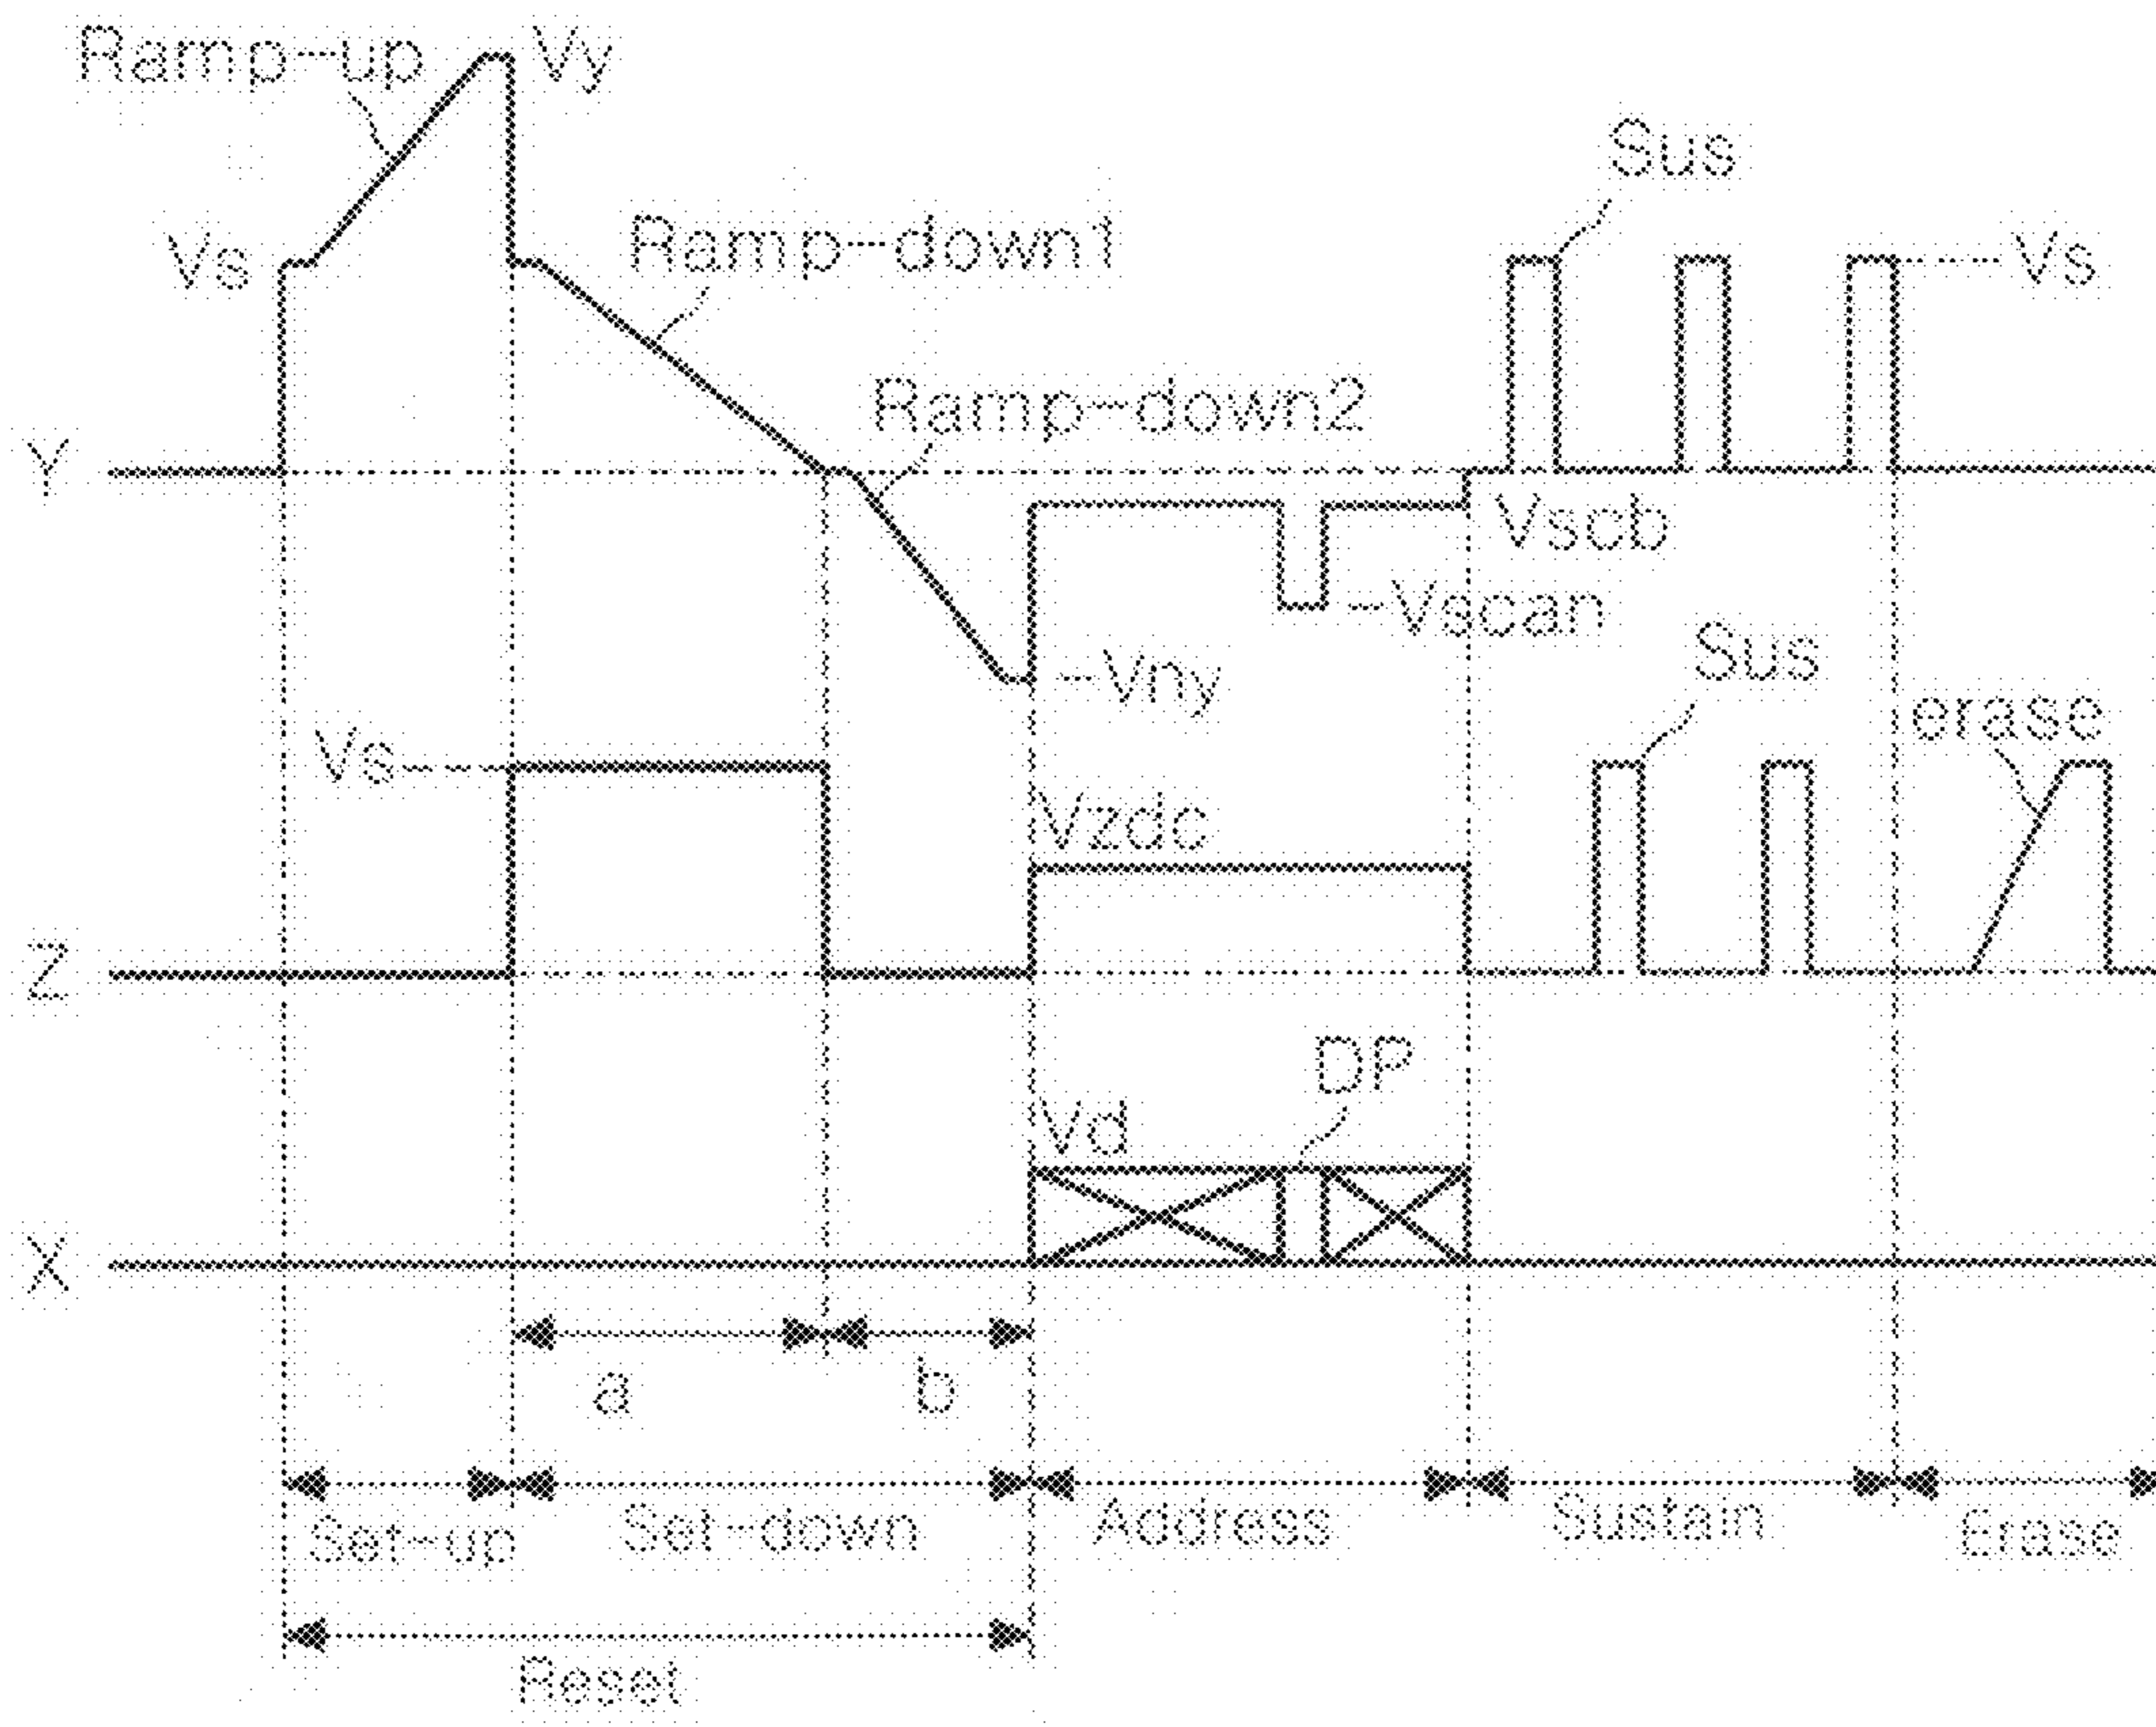 Ramp-up
Vy
Sus
Vs
Ramp-down1
Vs
Ramp-down2
Y
Vscb
-Vscan
Sus
-Vny
erase
Vs
Vzdc
Z
DP
Vd
X
a
b
Set-up
Set-down
Address
Sustain
Erase
Reset